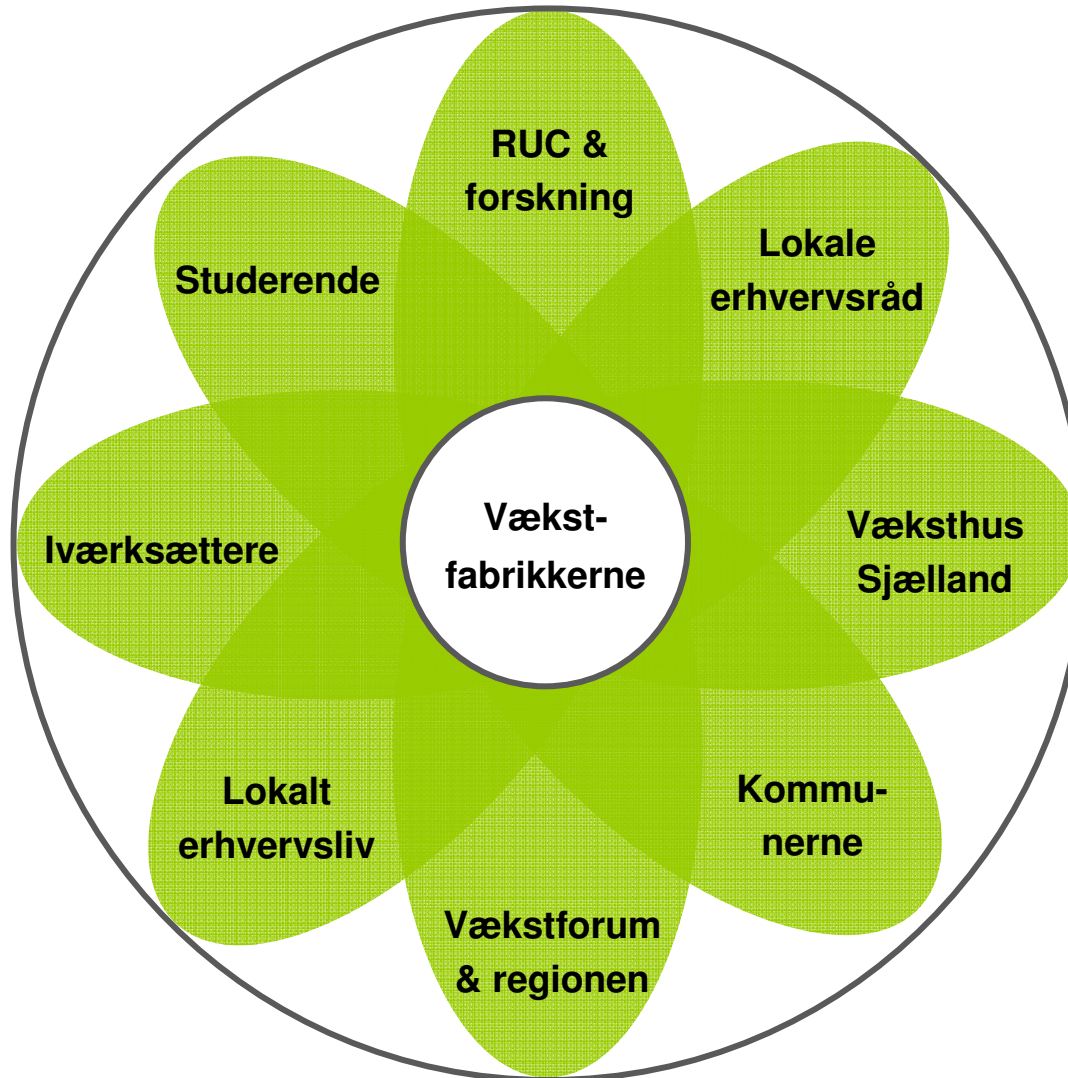 RUC &
forskning
Lokale
erhvervsråd
Studerende
Iværksættere
Vækst-
fabrikkerne
Væksthus
Sjælland
Lokalt
erhvervsliv
Kommu-
nerne
Vækstforum
& regionen